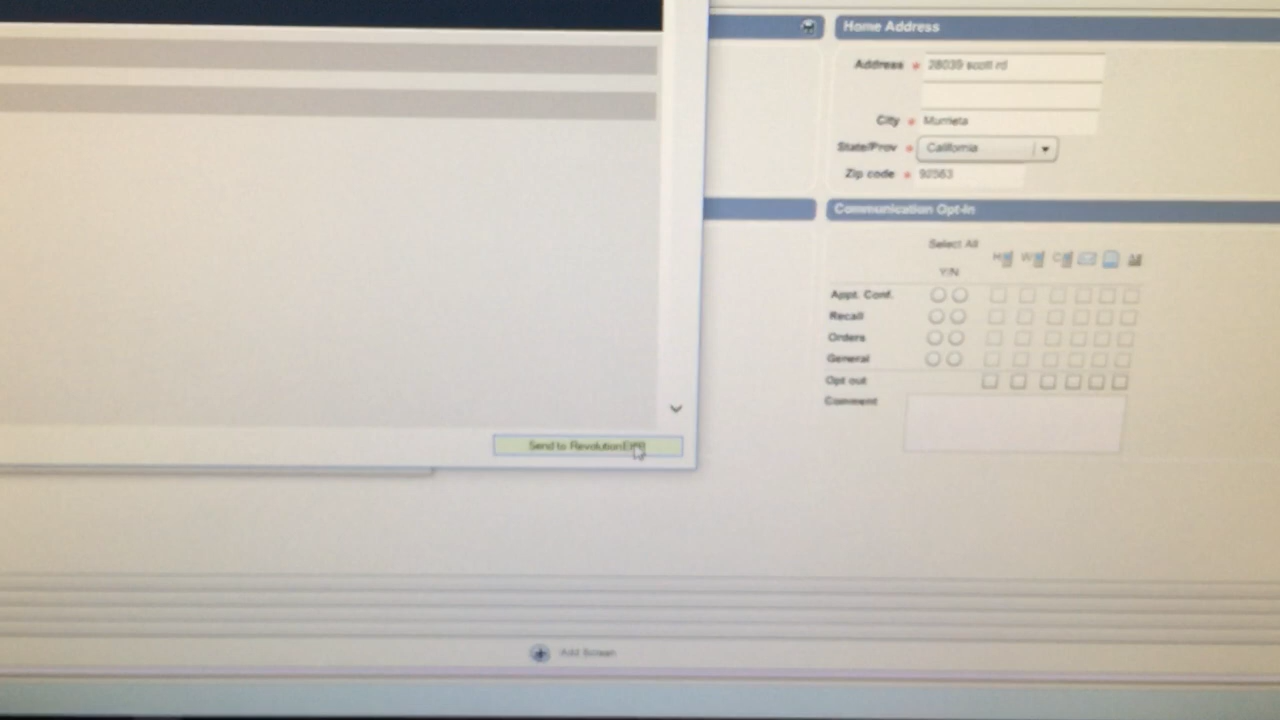 Home Address
Address * 28039 scott rd
City * Murrieta
State/Prov * California
Zip code * 92563
Communication Opt-In
Select All
Y/N
H W C
Appt. Conf.
Recall
Orders
General
Opt out
Comment
Send to RevolutionEHR
Add Screen